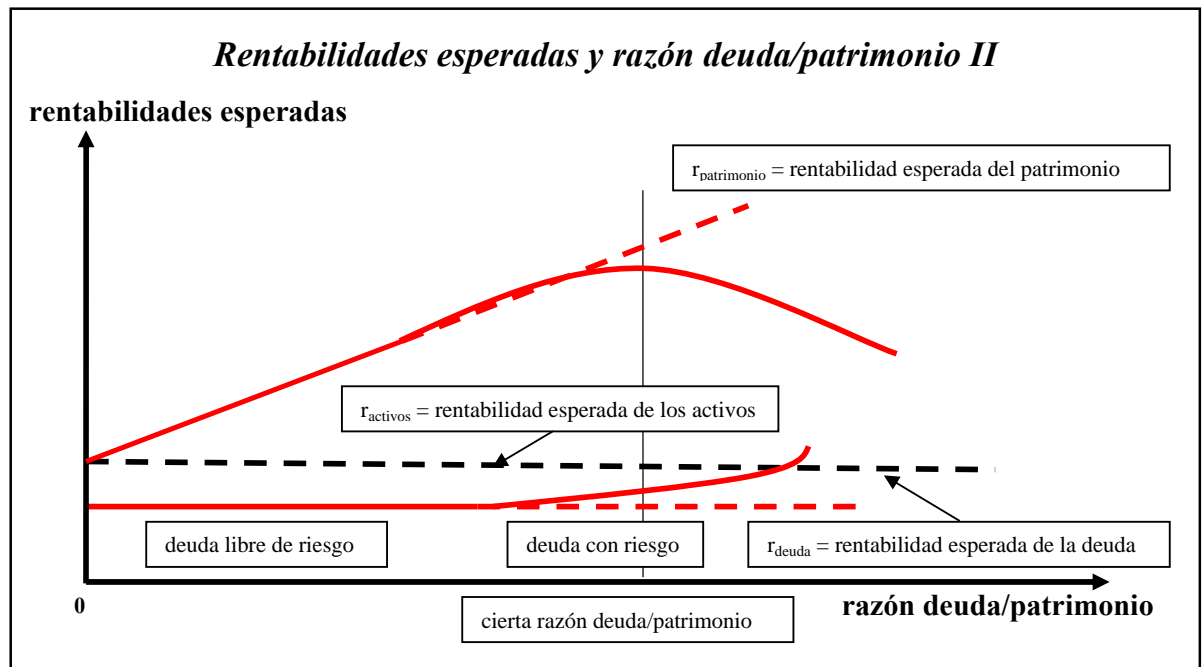 Rentabilidades esperadas y razón deuda/patrimonio II
rentabilidades esperadas
rpatrimonio = rentabilidad esperada del patrimonio
ractivos = rentabilidad esperada de los activos
deuda libre de riesgo
deuda con riesgo
rdeuda = rentabilidad esperada de la deuda
0
razón deuda/patrimonio
cierta razón deuda/patrimonio